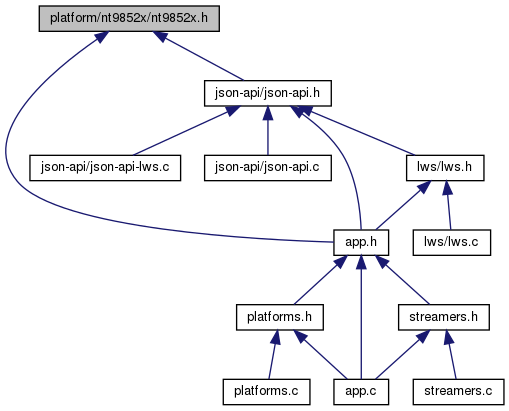 platform/nt9852x/nt9852x.h
json-api/json-api.h
json-api/json-api-lws.c
json-api/json-api.c
lws/lws.h
app.h
lws/lws.c
platforms.h
streamers.h
platforms.c
app.c
streamers.c